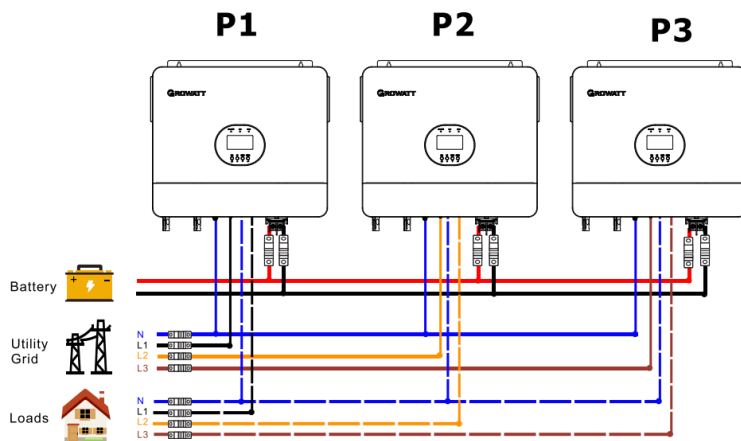 P1
P2
P3
GROWATT
GROWATT
GROWATT
Battery
+ -
Utility
Grid
N
L1
L2
L3
Loads
N
L1
L2
L3